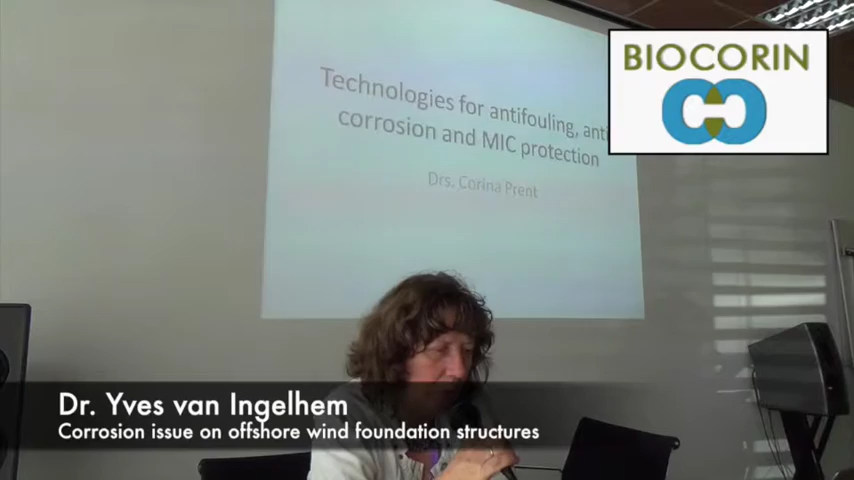 BIOCORIN
Technologies for antifouling, anti
corrosion and MIC protection
Drs. Corina Prent
Dr. Yves van Ingelhem
Corrosion issue on offshore wind foundation structures